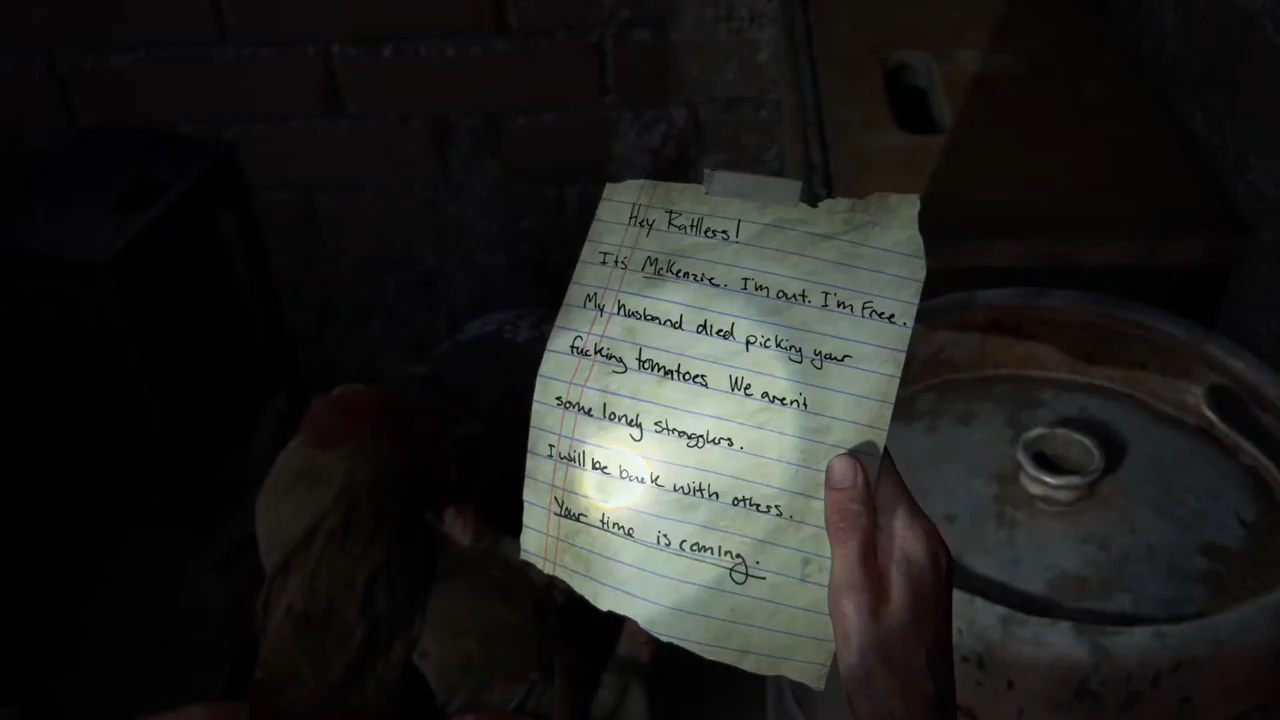 Hey Rattlers!
It's McKenzie. I'm out. I'm Free.
My husband died picking your
fucking tomatoes We aren't
some lonely stragglers.
I will be back with others.
Your time is coming.